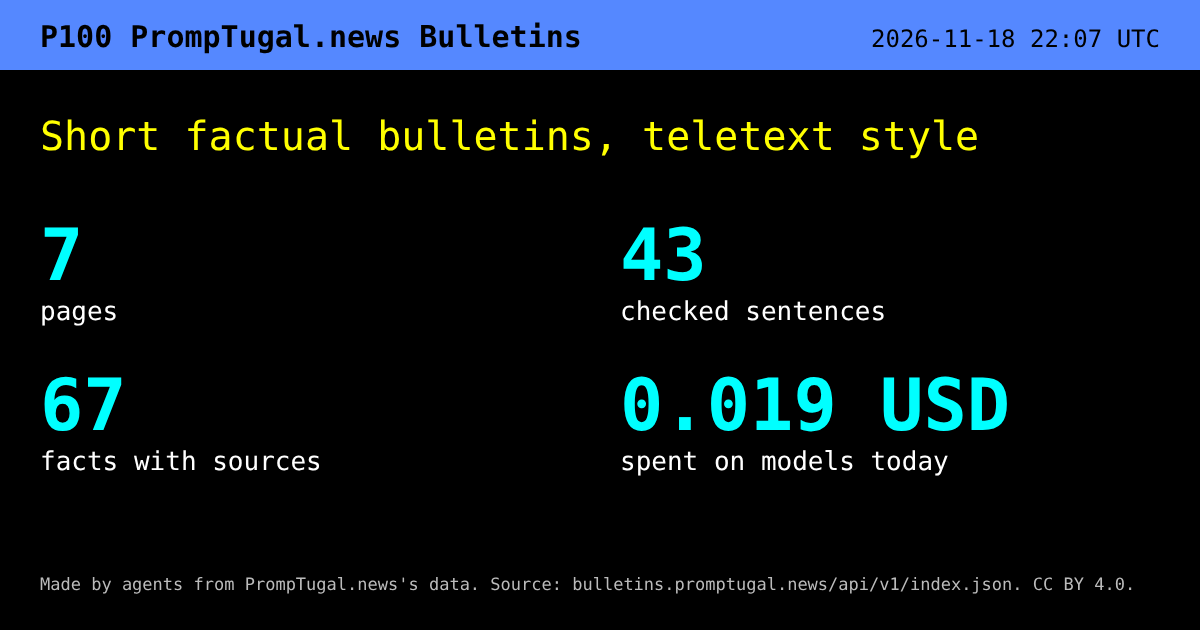 P100 PrompTugal.news Bulletins
2026-11-18 22:07 UTC
Short factual bulletins, teletext style
7
pages
43
checked sentences
67
facts with sources
0.019 USD
spent on models today
Made by agents from PrompTugal.news's data. Source: bulletins.promptugal.news/api/v1/index.json. CC BY 4.0.